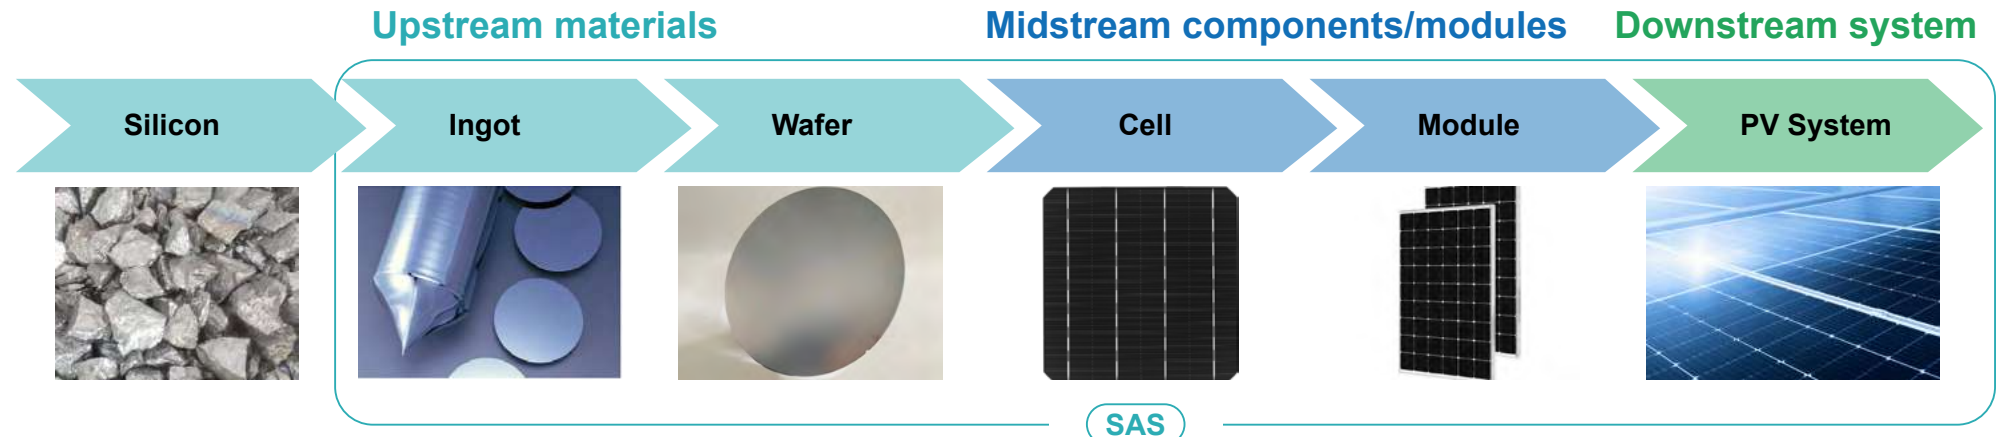 Upstream materials
Midstream components/modules
Downstream system
Silicon
Ingot
Wafer
Cell
Module
PV System
SAS